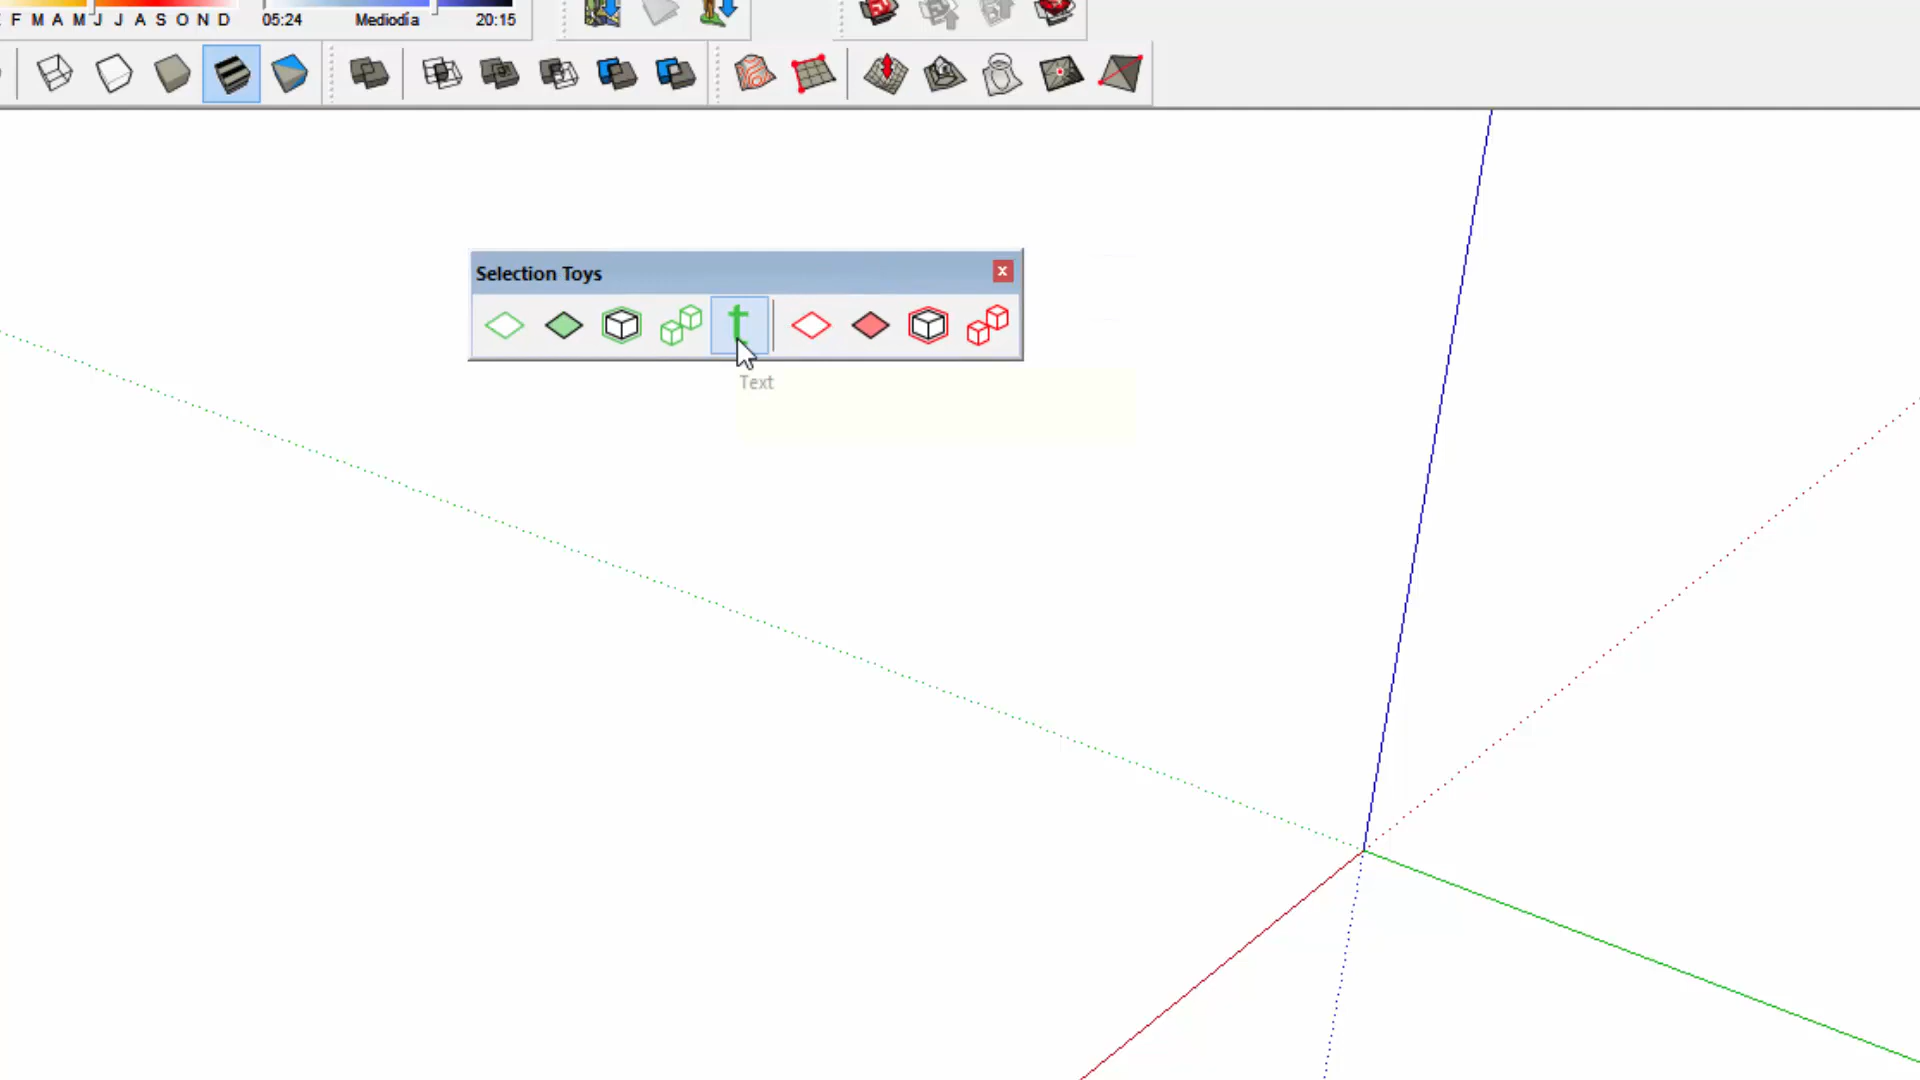 F M A M J J A S O N D
05:24 Mediodía 20:15
Selection Toys
Text